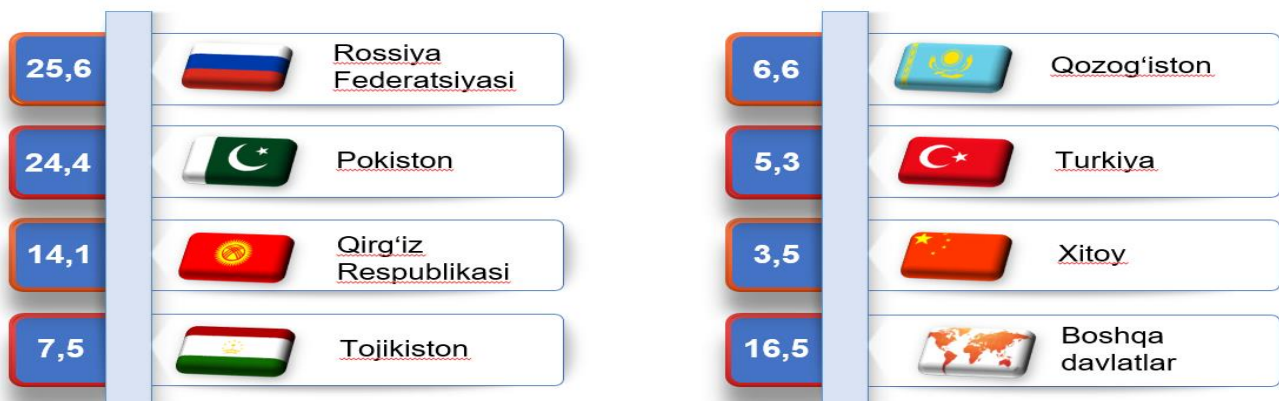 25,6
Rossiya
Federatsiyasi
24,4
Pokiston
14,1
Qirg‘iz
Respublikasi
7,5
Tojikiston
6,6
Qozog‘iston
5,3
Turkiya
3,5
Xitoy
16,5
Boshqa
davlatlar